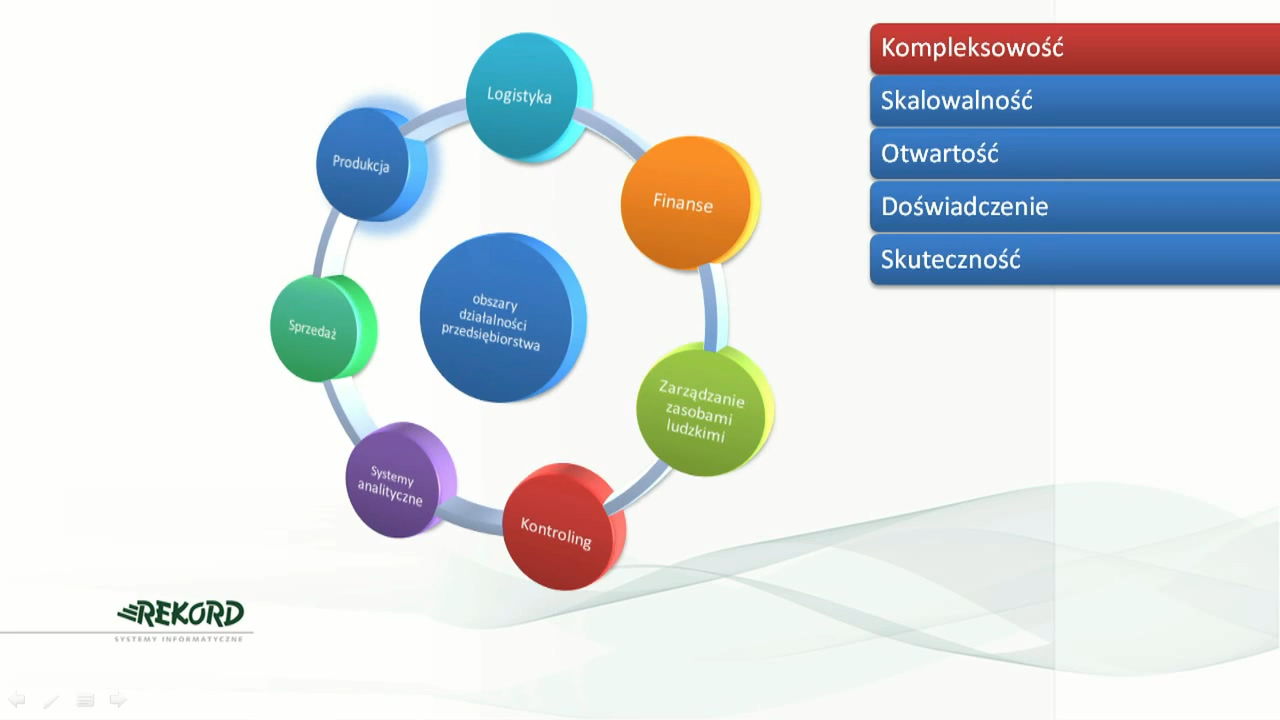 Logistyka
Finanse
Zarządzanie
zasobami
ludzkimi
Kontroling
Systemy
analityczne
Sprzedaż
Produkcja
obszary
działalności
przedsiębiorstwa
Kompleksowość
Skalowalność
Otwartość
Doświadczenie
Skuteczność
REKORD
SYSTEMY INFORMATYCZNE